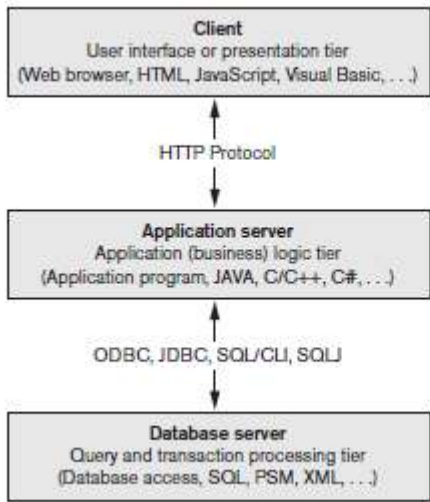 Client
User interface or presentation tier
(Web browser, HTML, JavaScript, Visual Basic, . . .)
HTTP Protocol
Application server
Application (business) logic tier
(Application program, JAVA, C/C++, C#, . . .)
ODBC, JDBC, SQL/CLI, SQLJ
Database server
Query and transaction processing tier
(Database access, SQL, PSM, XML, . . .)